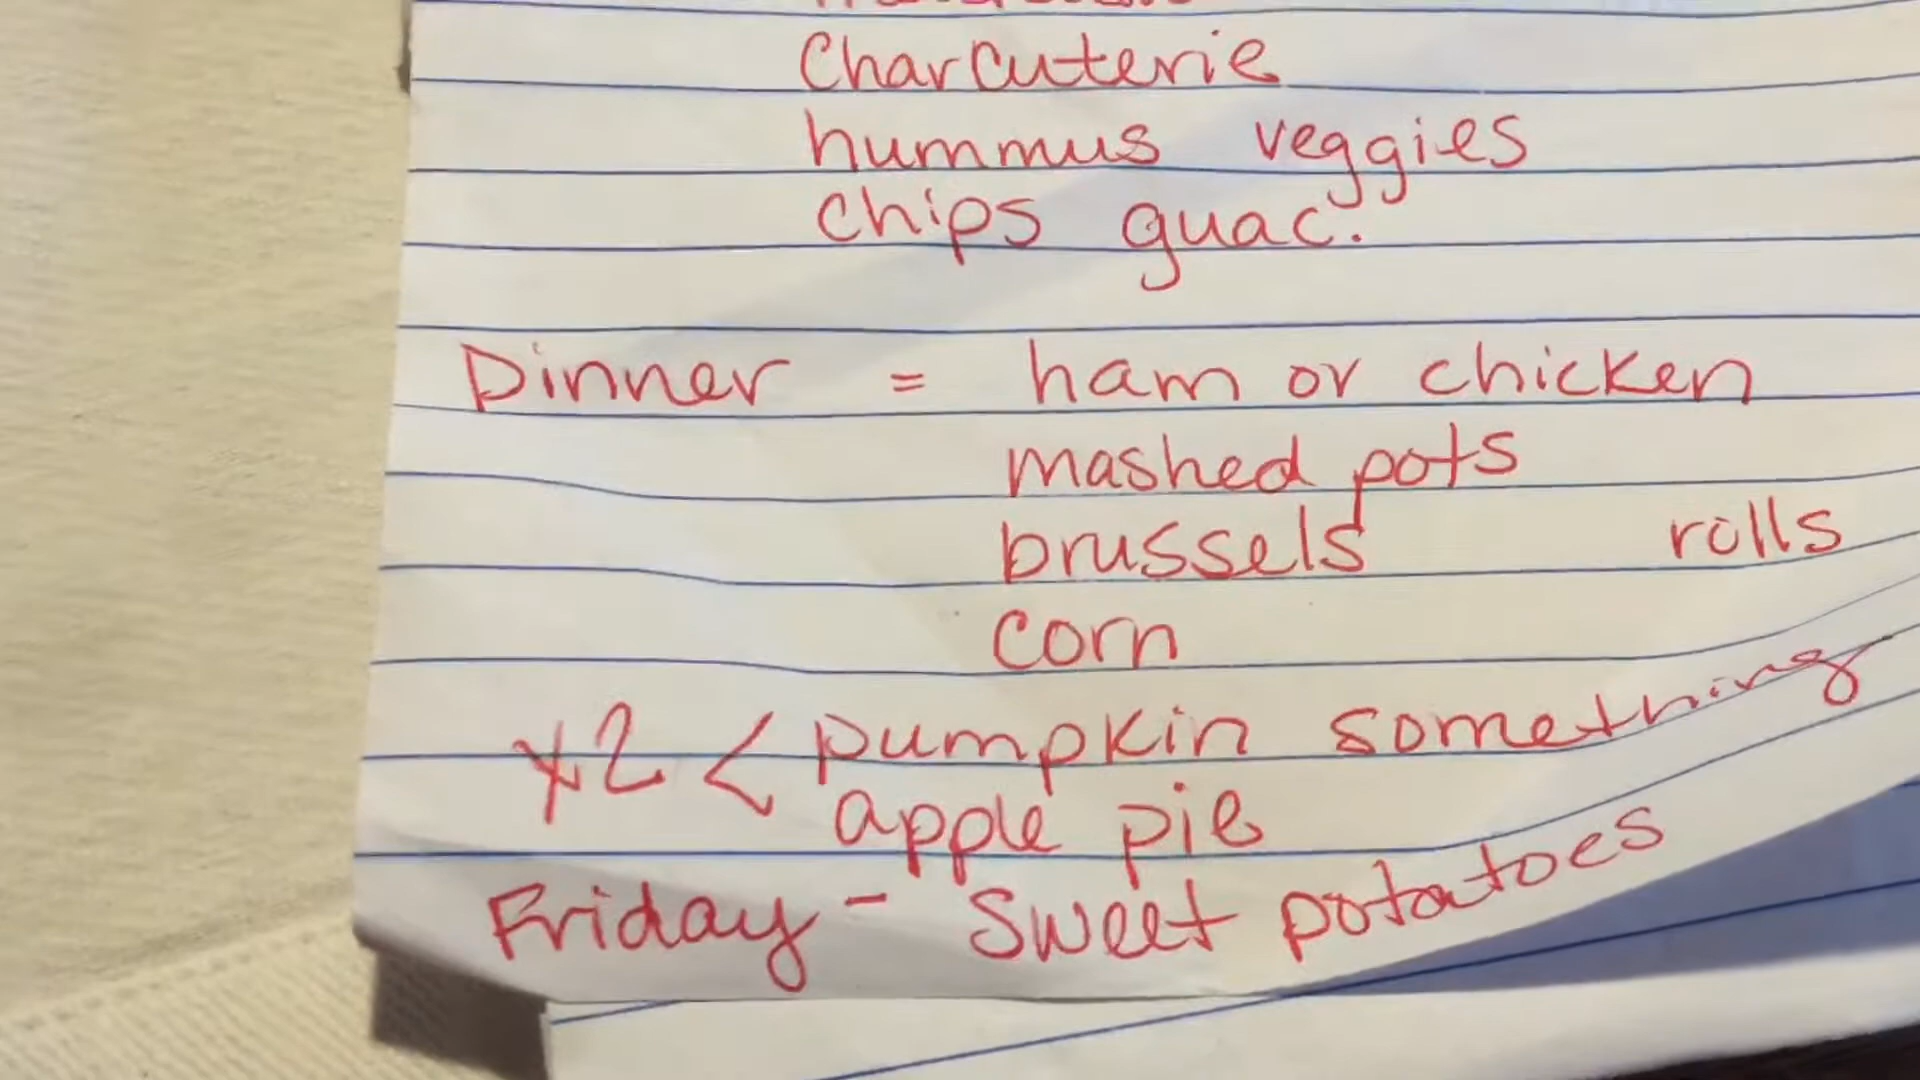 Charcuterie
hummus veggies
chips guac.
Dinner = ham or chicken
mashed pots
brussels rolls
corn
x2 < pumpkin something
apple pie
Friday - Sweet potatoes